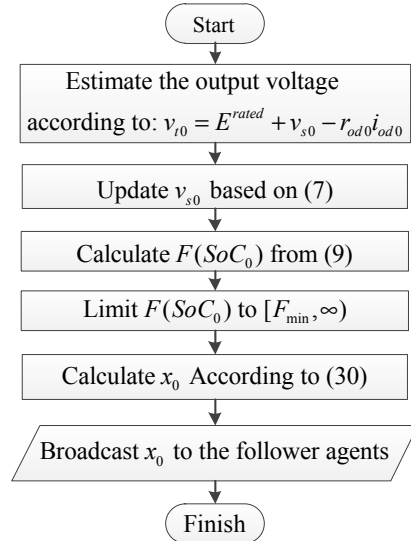 Start
Estimate the output voltage
according to: v_{t0} = E^{rated} + v_{s0} − r_{od0} i_{od0}
Update v_{s0} based on (7)
Calculate F(SoC_0) from (9)
Limit F(SoC_0) to [F_{min}, ∞)
Calculate x_0 According to (30)
Broadcast x_0 to the follower agents
Finish